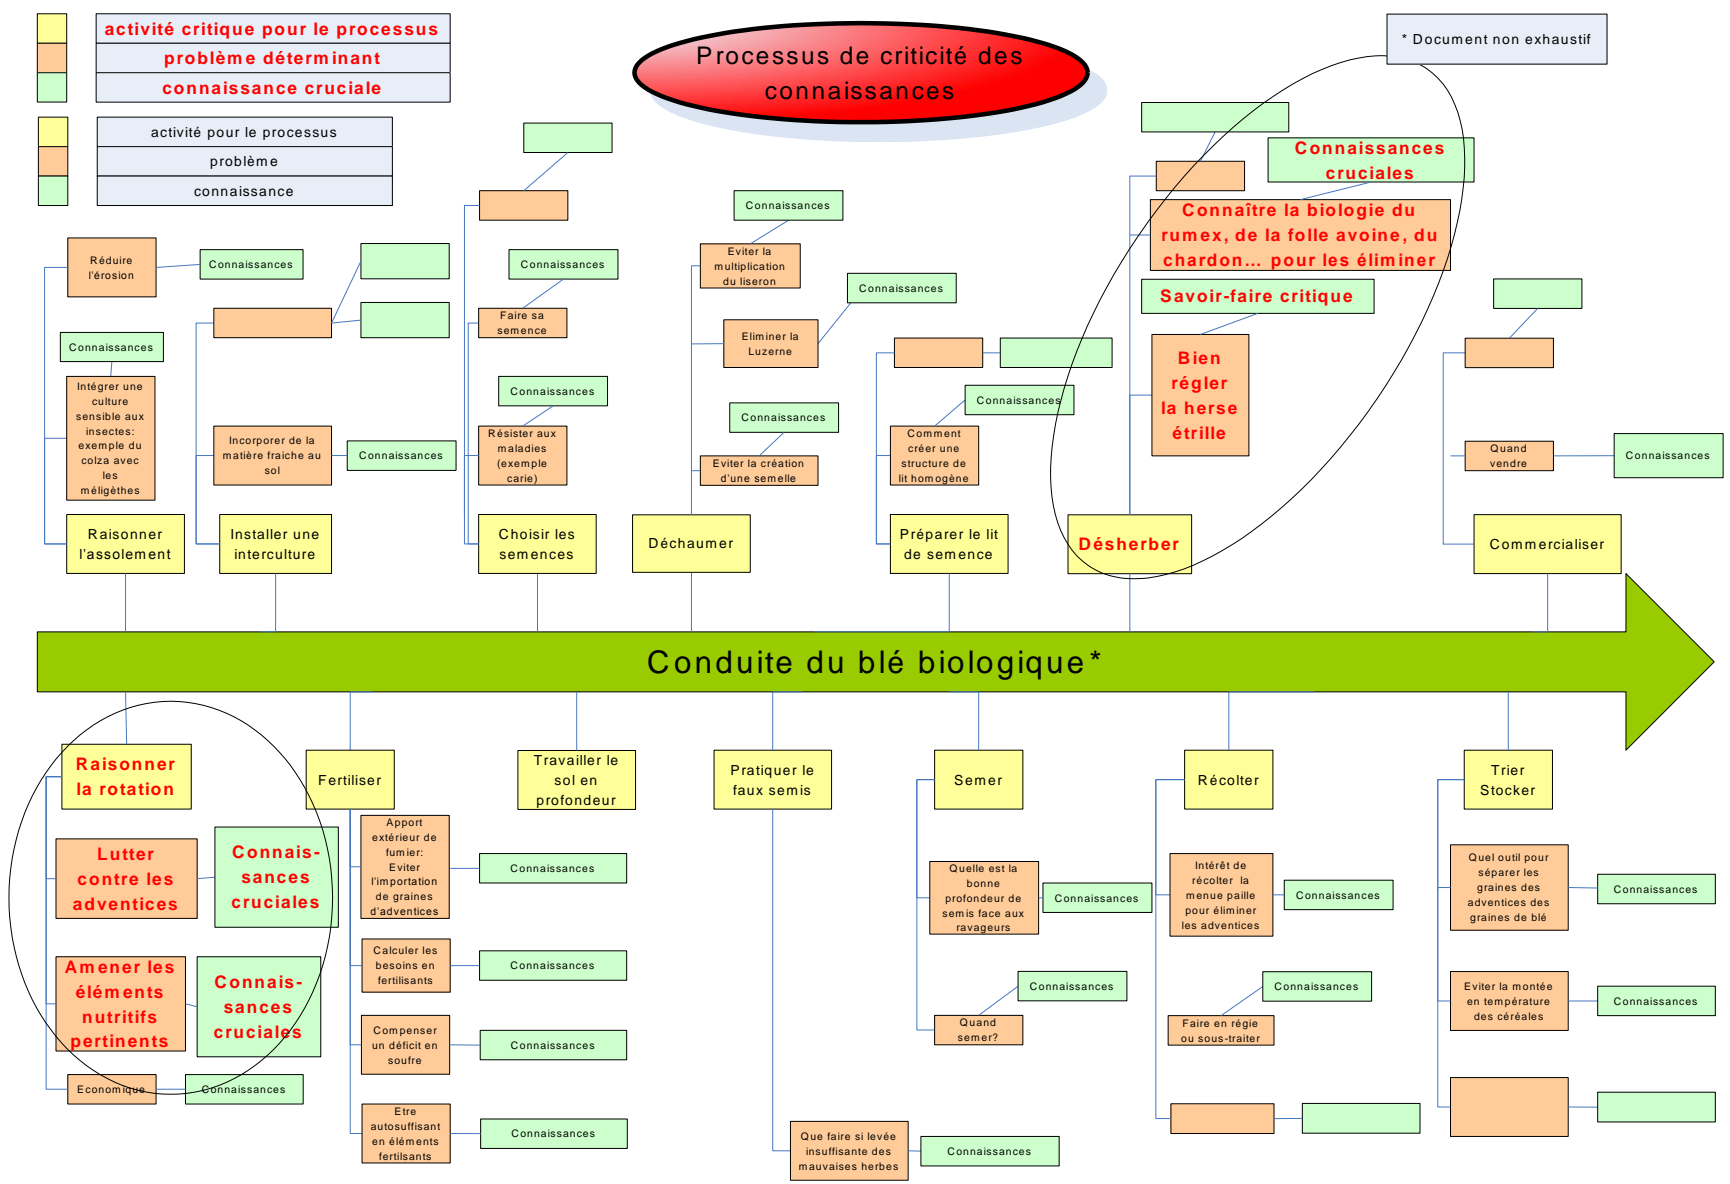 activité critique pour le processus
problème déterminant
connaissance cruciale
activité pour le processus
problème
connaissance
Processus de criticité des
connaissances
* Document non exhaustif
Réduire
l'érosion
Connaissances
Connaissances
Intégrer une
culture
sensible aux
insectes:
exemple du
colza avec
les
méligèthes
Raisonner
l'assolement
Incorporer de la
matière fraiche au
sol
Connaissances
Installer une
interculture
Connaissances
Faire sa
semence
Connaissances
Résister aux
maladies
(exemple
carie)
Choisir les
semences
Connaissances
Eviter la
multiplication
du liseron
Connaissances
Eliminer la
Luzerne
Connaissances
Eviter la création
d'une semelle
Déchaumer
Connaissances
Comment
créer une
structure de
lit homogène
Préparer le lit
de semence
Connaissances
cruciales
Connaître la biologie du
rumex, de la folle avoine, du
chardon... pour les éliminer
Savoir-faire critique
Bien
régler
la herse
étrille
Désherber
Quand
vendre
Connaissances
Commercialiser
Conduite du blé biologique*
Raisonner
la rotation
Lutter
contre les
adventices
Connais-
sances
cruciales
Amener les
éléments
nutritifs
pertinents
Connais-
sances
cruciales
Economique
Connaissances
Fertiliser
Apport
extérieur de
fumier:
Eviter
l'importation
de graines
d'adventices
Connaissances
Calculer les
besoins en
fertilisants
Connaissances
Compenser
un déficit en
soufre
Connaissances
Etre
autosuffisant
en éléments
fertilsants
Connaissances
Travailler le
sol en
profondeur
Pratiquer le
faux semis
Que faire si levée
insuffisante des
mauvaises herbes
Connaissances
Semer
Quelle est la
bonne
profondeur de
semis face aux
ravageurs
Connaissances
Connaissances
Quand
semer?
Récolter
Intérêt de
récolter la
menue paille
pour éliminer
les adventices
Connaissances
Connaissances
Faire en régie
ou sous-traiter
Trier
Stocker
Quel outil pour
séparer les
graines des
adventices des
graines de blé
Connaissances
Eviter la montée
en température
des céréales
Connaissances